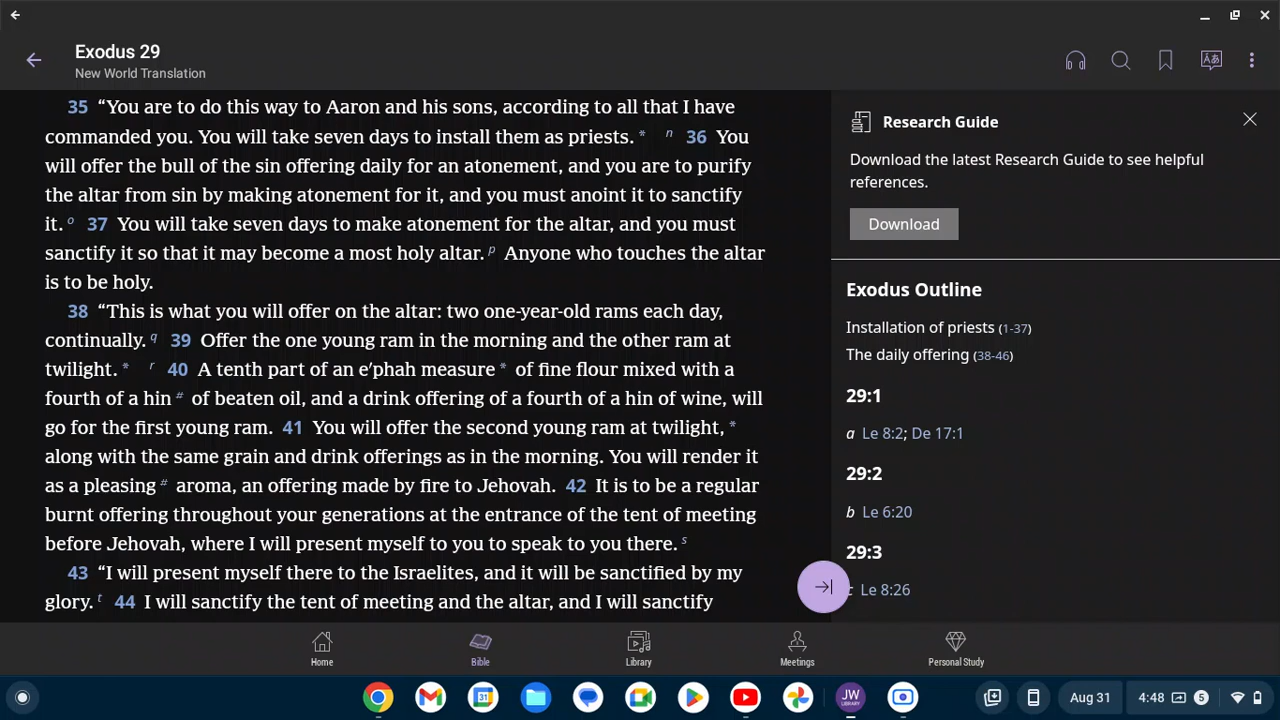 Exodus 29
New World Translation
35 “You are to do this way to Aaron and his sons, according to all that I have
commanded you. You will take seven days to install them as priests. * n 36 You
will offer the bull of the sin offering daily for an atonement, and you are to purify
the altar from sin by making atonement for it, and you must anoint it to sanctify
it. o 37 You will take seven days to make atonement for the altar, and you must
sanctify it so that it may become a most holy altar. p Anyone who touches the altar
is to be holy.
38 “This is what you will offer on the altar: two one-year-old rams each day,
continually. q 39 Offer the one young ram in the morning and the other ram at
twilight. * r 40 A tenth part of an eʹphah measure * of fine flour mixed with a
fourth of a hin # of beaten oil, and a drink offering of a fourth of a hin of wine, will
go for the first young ram. 41 You will offer the second young ram at twilight, *
along with the same grain and drink offerings as in the morning. You will render it
as a pleasing # aroma, an offering made by fire to Jehovah. 42 It is to be a regular
burnt offering throughout your generations at the entrance of the tent of meeting
before Jehovah, where I will present myself to you to speak to you there. s
43 “I will present myself there to the Israelites, and it will be sanctified by my
glory. t 44 I will sanctify the tent of meeting and the altar, and I will sanctify
Research Guide
Download the latest Research Guide to see helpful
references.
Download
Exodus Outline
Installation of priests (1-37)
The daily offering (38-46)
29:1
a Le 8:2; De 17:1
29:2
b Le 6:20
29:3
c Le 8:26
Home
Bible
Library
Meetings
Personal Study
31
JW
LIBRARY
Aug 31
4:48
5